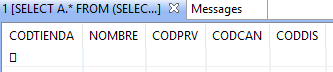 1 [SELECT A.* FROM (SELEC...] Messages
CODTIENDA NOMBRE CODPRV CODCAN CODDIS